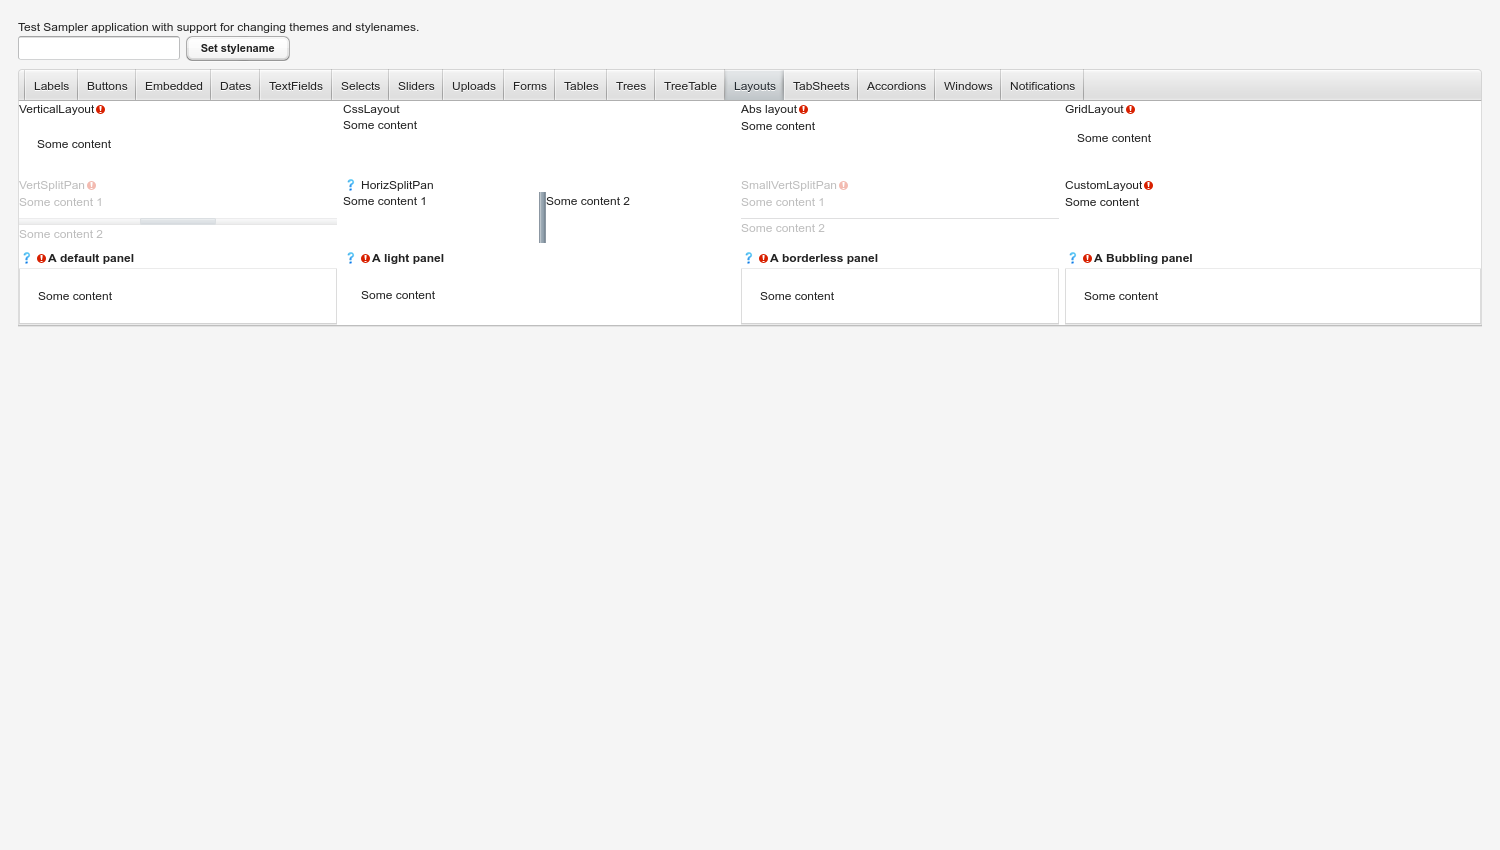 Test Sampler application with support for changing themes and stylenames.
Set stylename
Labels Buttons Embedded Dates TextFields Selects Sliders Uploads Forms Tables Trees TreeTable Layouts TabSheets Accordions Windows Notifications
VerticalLayout CssLayout Abs layout GridLayout
Some content Some content Some content Some content
VertSplitPan HorizSplitPan SmallVertSplitPan CustomLayout
Some content 1 Some content 1 Some content 2 Some content 1 Some content
Some content 2 Some content 2
A default panel A light panel A borderless panel A Bubbling panel
Some content Some content Some content Some content